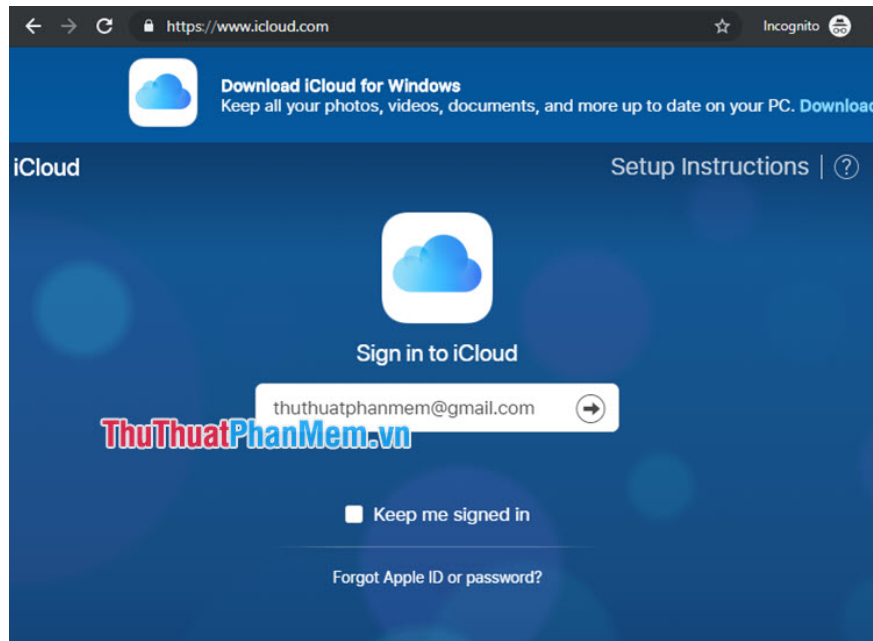 https://www.icloud.com
Incognito
Download iCloud for Windows
Keep all your photos, videos, documents, and more up to date on your PC. Download
iCloud
Setup Instructions | ?
Sign in to iCloud
thuthuatphanmem@gmail.com
ThuThuatPhanMem.vn
Keep me signed in
Forgot Apple ID or password?